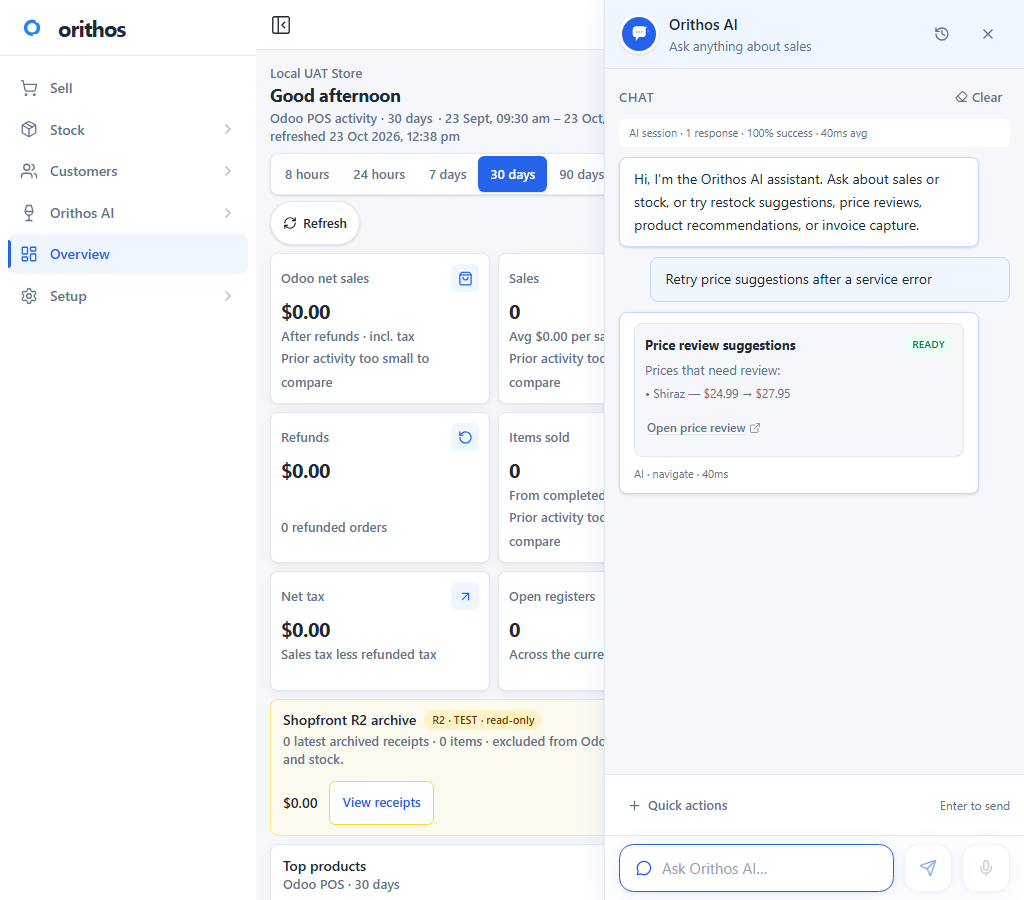 orithos
Sell
Stock
Customers
Orithos AI
Overview
Setup
Local UAT Store
Good afternoon
Odoo POS activity · 30 days · 23 Sept, 09:30 am – 23 Oct,
refreshed 23 Oct 2026, 12:38 pm
8 hours
24 hours
7 days
30 days
90 days
Refresh
Odoo net sales
$0.00
After refunds · incl. tax
Prior activity too small to
compare
Sales
0
Avg $0.00 per sa
Prior activity too
compare
Refunds
$0.00
0 refunded orders
Items sold
0
From completed
Prior activity too
compare
Net tax
$0.00
Sales tax less refunded tax
Open registers
0
Across the curre
Shopfront R2 archive
R2 · TEST · read-only
0 latest archived receipts · 0 items · excluded from Odo
and stock.
$0.00
View receipts
Top products
Odoo POS · 30 days
Orithos AI
Ask anything about sales
CHAT
Clear
AI session · 1 response · 100% success · 40ms avg
Hi, I'm the Orithos AI assistant. Ask about sales or
stock, or try restock suggestions, price reviews,
product recommendations, or invoice capture.
Retry price suggestions after a service error
Price review suggestions
READY
Prices that need review:
• Shiraz — $24.99 → $27.95
Open price review
AI · navigate · 40ms
Quick actions
Enter to send
Ask Orithos AI...